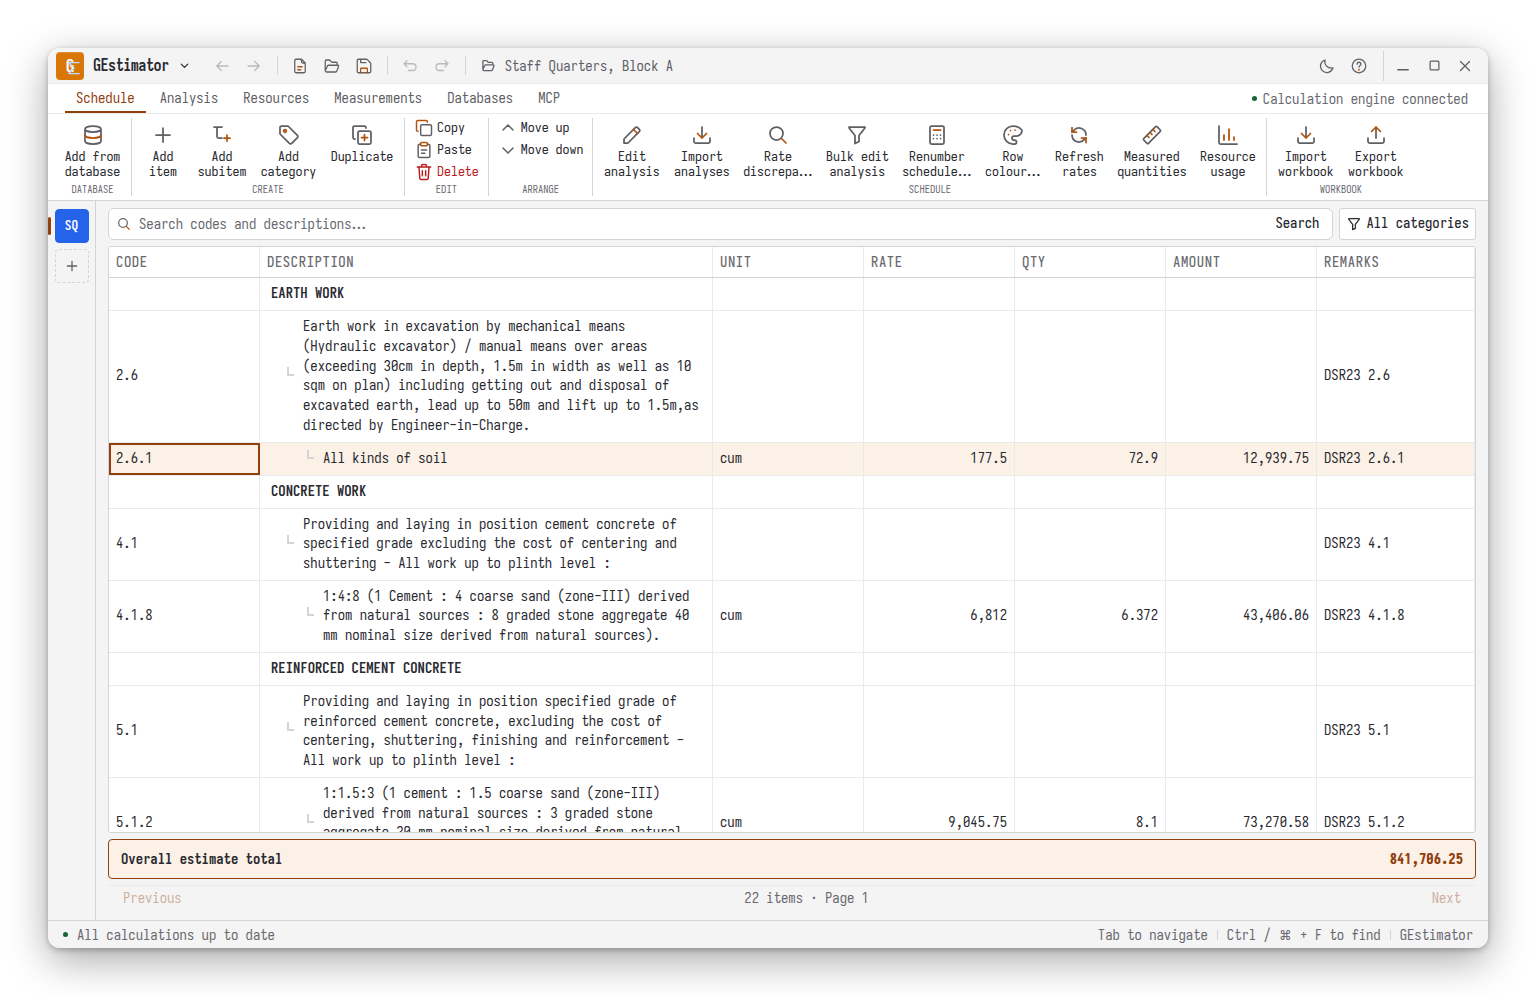 GEstimator
Staff Quarters, Block A
Schedule Analysis Resources Measurements Databases MCP
Calculation engine connected
Add from database
DATABASE
Add item
Add subitem
Add category
Duplicate
CREATE
Copy
Paste
Delete
EDIT
Move up
Move down
ARRANGE
Edit analysis
Import analyses
Rate discrepa...
Bulk edit analysis
Renumber schedule...
Row colour...
Refresh rates
Measured quantities
Resource usage
SCHEDULE
Import workbook
Export workbook
WORKBOOK
SQ
Search codes and descriptions...
Search
All categories
CODE DESCRIPTION UNIT RATE QTY AMOUNT REMARKS
EARTH WORK
2.6
Earth work in excavation by mechanical means
(Hydraulic excavator) / manual means over areas
(exceeding 30cm in depth, 1.5m in width as well as 10
sqm on plan) including getting out and disposal of
excavated earth, lead up to 50m and lift up to 1.5m,as
directed by Engineer-in-Charge.
DSR23 2.6
2.6.1 All kinds of soil cum 177.5 72.9 12,939.75 DSR23 2.6.1
CONCRETE WORK
4.1
Providing and laying in position cement concrete of
specified grade excluding the cost of centering and
shuttering - All work up to plinth level :
DSR23 4.1
4.1.8
1:4:8 (1 Cement : 4 coarse sand (zone-III) derived
from natural sources : 8 graded stone aggregate 40
mm nominal size derived from natural sources).
cum 6,812 6.372 43,406.06 DSR23 4.1.8
REINFORCED CEMENT CONCRETE
5.1
Providing and laying in position specified grade of
reinforced cement concrete, excluding the cost of
centering, shuttering, finishing and reinforcement -
All work up to plinth level :
DSR23 5.1
5.1.2
1:1.5:3 (1 cement : 1.5 coarse sand (zone-III)
derived from natural sources : 3 graded stone
aggregate 20 mm nominal size derived from natural
cum 9,045.75 8.1 73,270.58 DSR23 5.1.2
Overall estimate total 841,706.25
Previous 22 items · Page 1 Next
All calculations up to date
Tab to navigate Ctrl / ⌘ + F to find GEstimator